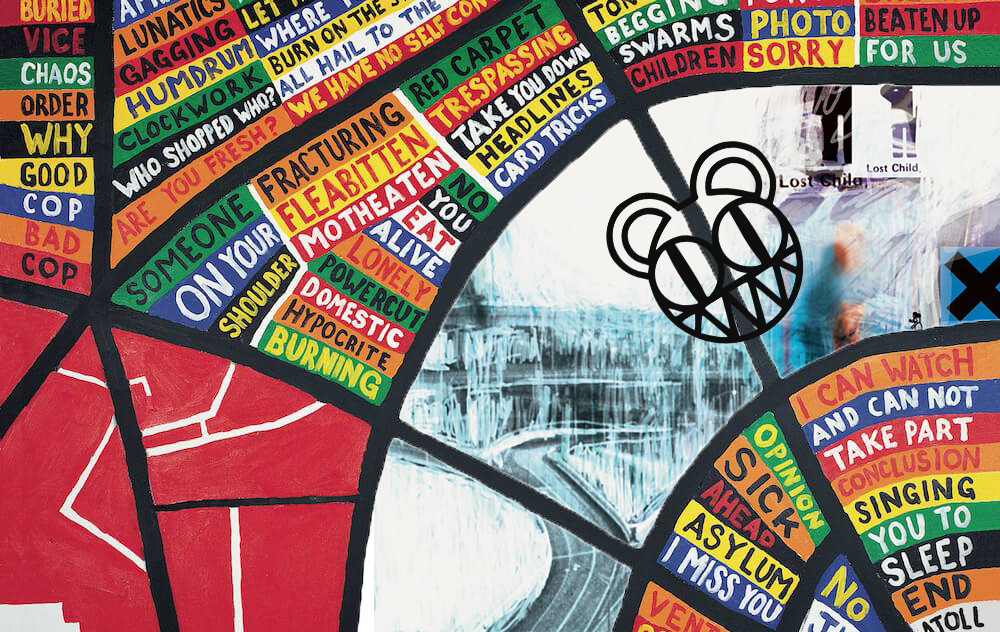 BURIED
VICE
CHAOS
ORDER
WHY
GOOD
COP
BAD
COP
LUNATICS
GAGGING
HUMDRUM
CLOCKWORK
WHO SHOPPED WHO?
ARE YOU FRESH?
LET
WHERE
BURN ON THE
ALL HAIL TO THE
WE HAVE NO SELF CON
SOMEONE
ON YOUR
SHOULDER
FRACTURING
FLEABITTEN
MOTHEATEN
RED CARPET
TRESPASSING
TAKE YOU DOWN
HEADLINES
CARD TRICKS
NO
YOU
EAT
ALIVE
LONELY
POWERCUT
DOMESTIC
HYPOCRITE
BURNING
BEGGING
SWARMS
CHILDREN
PHOTO
SORRY
BEATEN UP
FOR US
Lost Child
Lost Child
I CAN WATCH
AND CAN NOT
TAKE PART
CONCLUSION
SINGING
YOU TO
SLEEP
END
ATOLL
OPINION
SICK
AHEAD
ASYLUM
I MISS YOU
NO
VENT